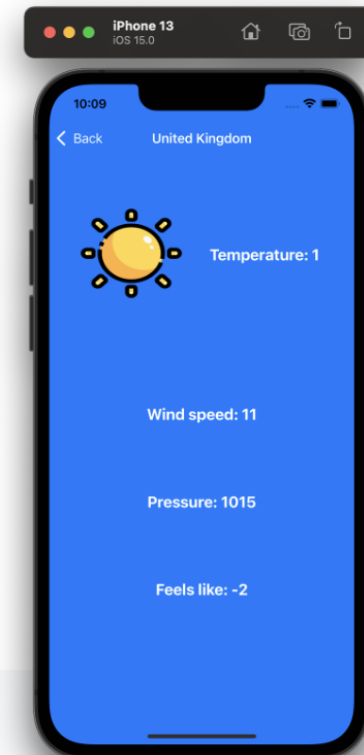 iPhone 13
iOS 15.0
10:09
Back
United Kingdom
Temperature: 1
Wind speed: 11
Pressure: 1015
Feels like: -2